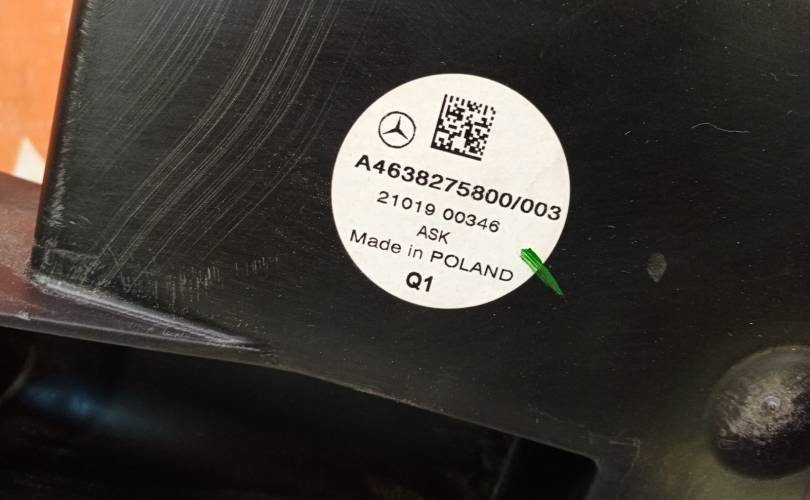 A4638275800/003
21019 00346
ASK
Made in POLAND
Q1